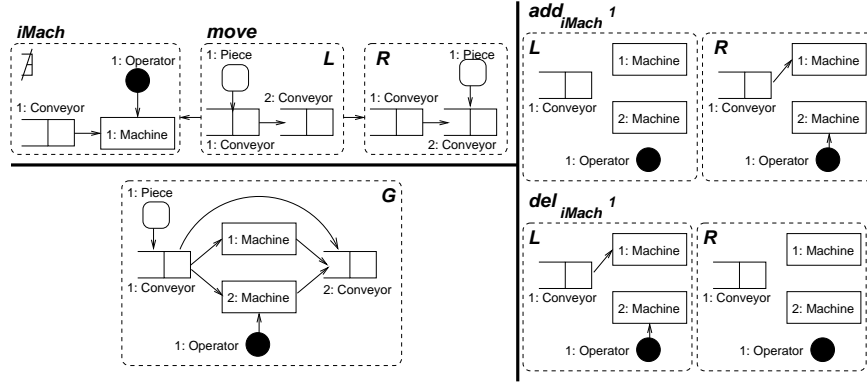 iMach
∄
1: Operator
1: Conveyor
1: Machine
move
1: Piece
L
2: Conveyor
1: Conveyor
R
1: Piece
1: Conveyor
2: Conveyor
1: Piece
G
1: Machine
1: Conveyor
2: Machine
2: Conveyor
1: Operator
add iMach 1
L
1: Machine
1: Conveyor
2: Machine
1: Operator
R
1: Machine
1: Conveyor
2: Machine
1: Operator
del iMach 1
L
1: Machine
1: Conveyor
2: Machine
1: Operator
R
1: Machine
1: Conveyor
2: Machine
1: Operator